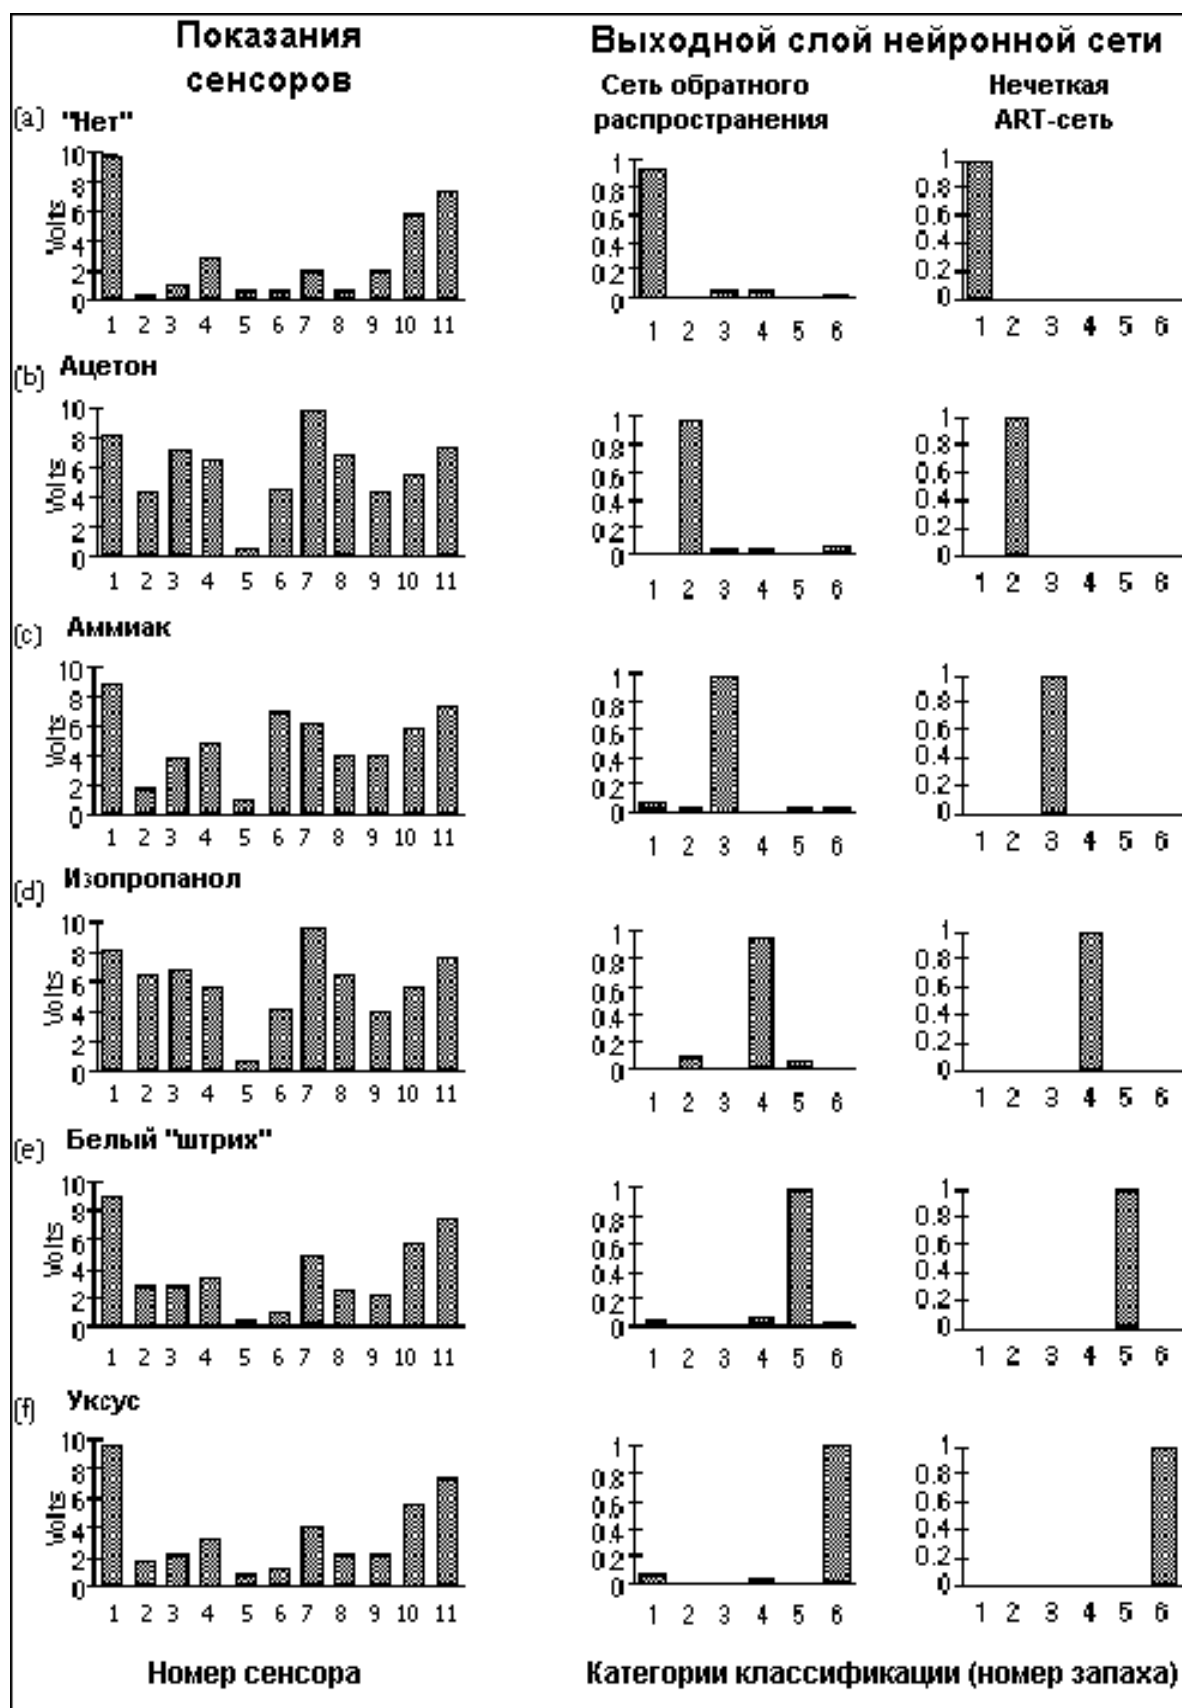 Показания
сенсоров
Выходной слой нейронной сети
Сеть обратного
распространения
Нечеткая
ART-сеть
(a) "Нет"
10
8
6
4
2
0
Volts
1 2 3 4 5 6 7 8 9 10 11
1
0.8
0.6
0.4
0.2
0
1 2 3 4 5 6
1
0.8
0.6
0.4
0.2
0
1 2 3 4 5 6
(b) Ацетон
10
8
6
4
2
0
Volts
1 2 3 4 5 6 7 8 9 10 11
1
0.8
0.6
0.4
0.2
0
1 2 3 4 5 6
1
0.8
0.6
0.4
0.2
0
1 2 3 4 5 6
(c) Аммиак
10
8
6
4
2
0
Volts
1 2 3 4 5 6 7 8 9 10 11
1
0.8
0.6
0.4
0.2
0
1 2 3 4 5 6
1
0.8
0.6
0.4
0.2
0
1 2 3 4 5 6
(d) Изопропанол
10
8
6
4
2
0
Volts
1 2 3 4 5 6 7 8 9 10 11
1
0.8
0.6
0.4
0.2
0
1 2 3 4 5 6
1
0.8
0.6
0.4
0.2
0
1 2 3 4 5 6
(e) Белый "штрих"
10
8
6
4
2
0
Volts
1 2 3 4 5 6 7 8 9 10 11
1
0.8
0.6
0.4
0.2
0
1 2 3 4 5 6
1
0.8
0.6
0.4
0.2
0
1 2 3 4 5 6
(f) Уксус
10
8
6
4
2
0
Volts
1 2 3 4 5 6 7 8 9 10 11
1
0.8
0.6
0.4
0.2
0
1 2 3 4 5 6
1
0.8
0.6
0.4
0.2
0
1 2 3 4 5 6
Номер сенсора
Категории классификации (номер запаха)